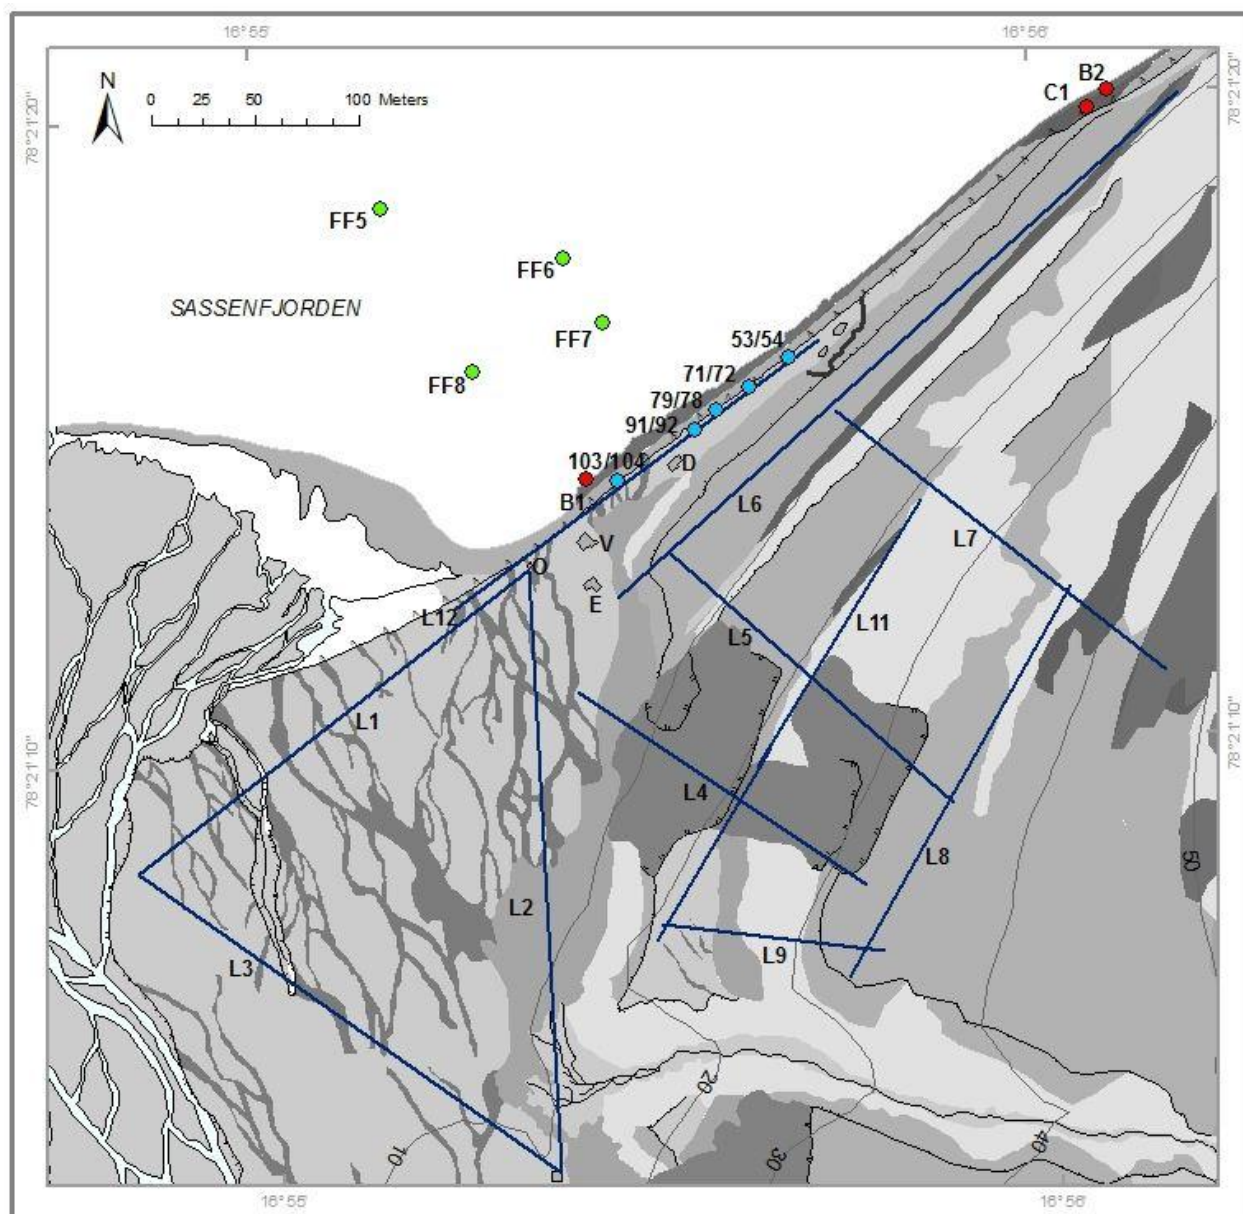 16°55'
16°56'
78°21'20"
78°21'20"
N
0 25 50 100 Meters
B2
C1
FF5
FF6
SASSENFJORDEN
FF7
53/54
FF8
71/72
79/78
91/92
103/104
D
B1
L6
V
L7
O
E
L12
L11
L5
L1
78°21'10"
78°21'10"
L4
L8
50
L2
L9
L3
20
10
30
40
16°55'
16°56'